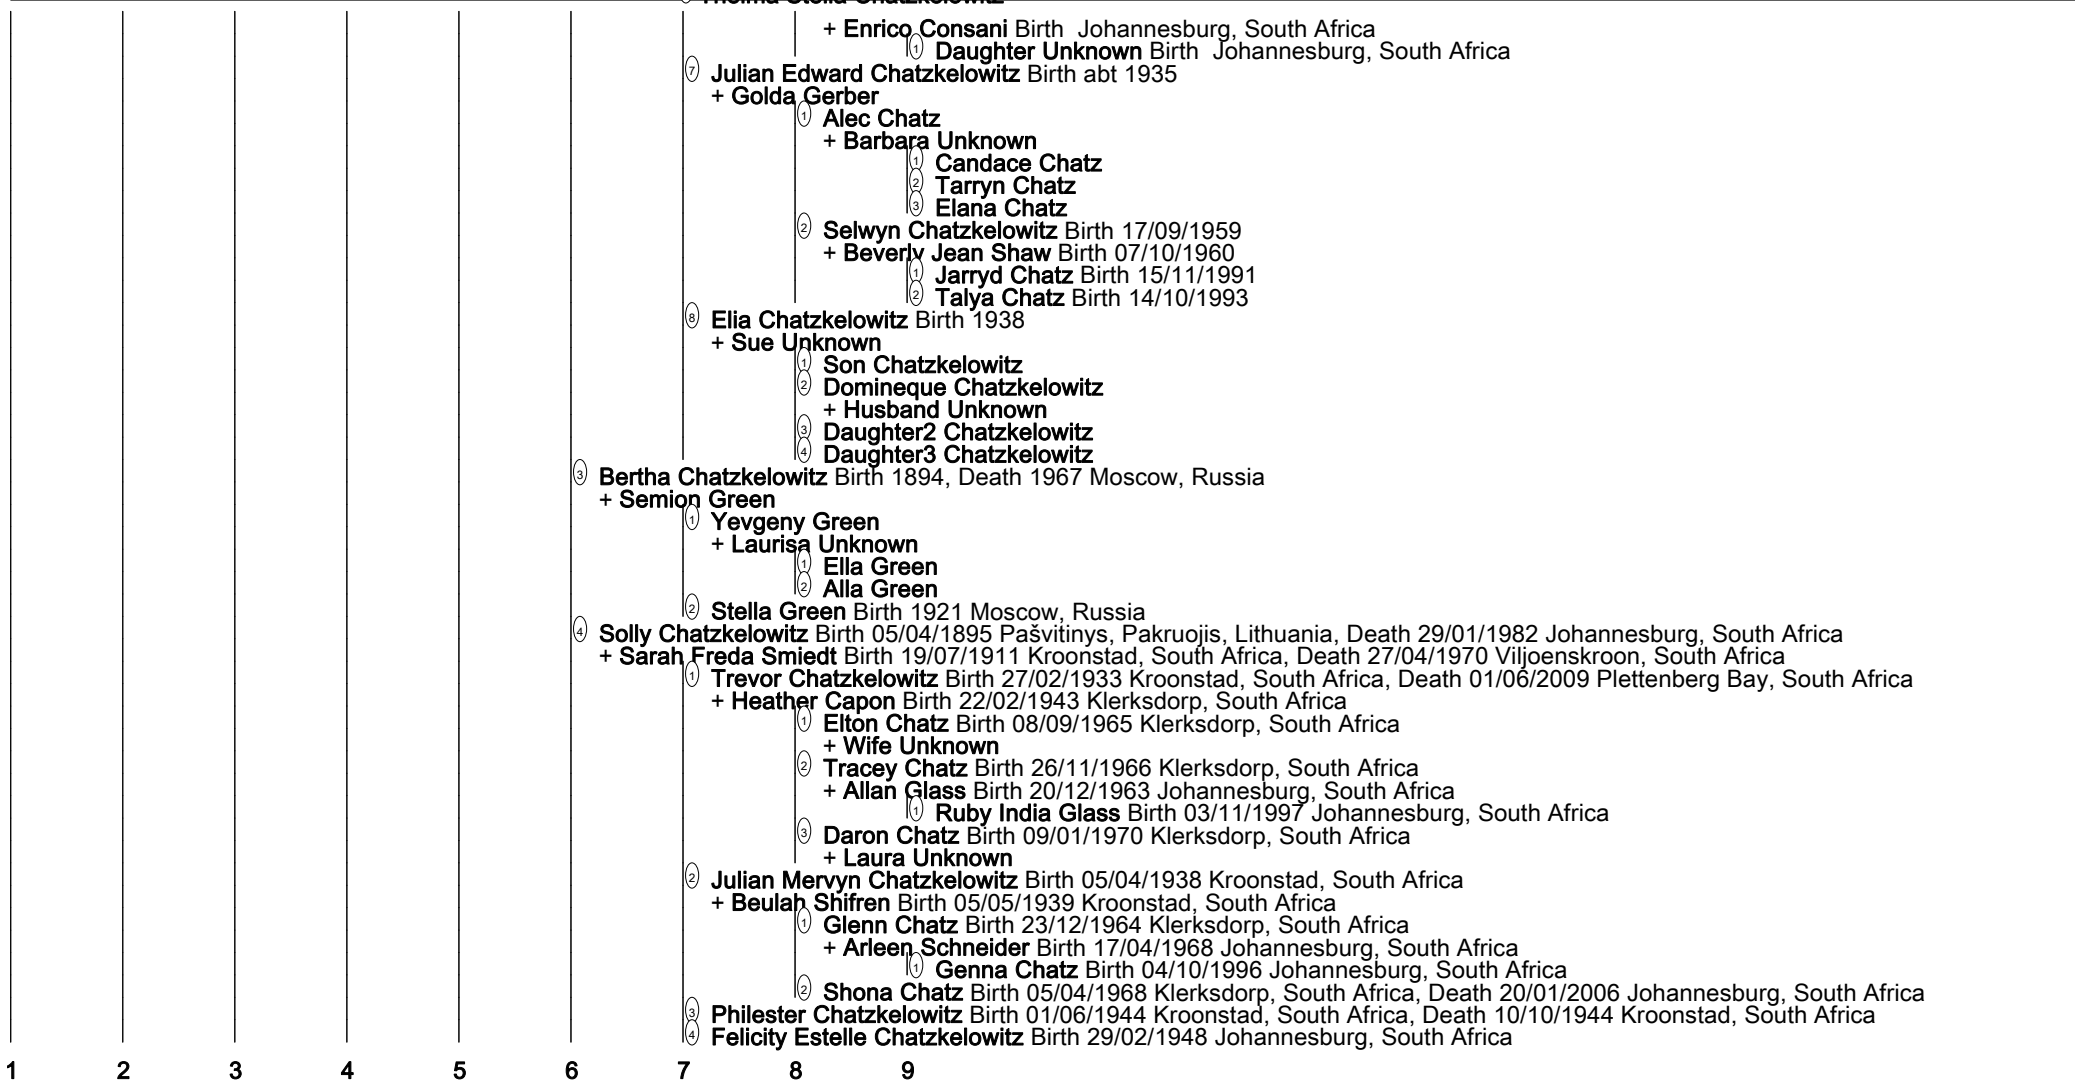 Thelma Stella Chatzkelowitz
+ Enrico Consani Birth  Johannesburg, South Africa
1 Daughter Unknown Birth  Johannesburg, South Africa
7 Julian Edward Chatzkelowitz Birth abt 1935
+ Golda Gerber
1 Alec Chatz
+ Barbara Unknown
1 Candace Chatz
2 Tarryn Chatz
3 Elana Chatz
2 Selwyn Chatzkelowitz Birth 17/09/1959
+ Beverly Jean Shaw Birth 07/10/1960
1 Jarryd Chatz Birth 15/11/1991
2 Talya Chatz Birth 14/10/1993
8 Elia Chatzkelowitz Birth 1938
+ Sue Unknown
1 Son Chatzkelowitz
2 Domineque Chatzkelowitz
+ Husband Unknown
3 Daughter2 Chatzkelowitz
4 Daughter3 Chatzkelowitz
3 Bertha Chatzkelowitz Birth 1894, Death 1967 Moscow, Russia
+ Semion Green
1 Yevgeny Green
+ Laurisa Unknown
1 Ella Green
2 Alla Green
2 Stella Green Birth 1921 Moscow, Russia
4 Solly Chatzkelowitz Birth 05/04/1895 Pašvitinys, Pakruojis, Lithuania, Death 29/01/1982 Johannesburg, South Africa
+ Sarah Freda Smiedt Birth 19/07/1911 Kroonstad, South Africa, Death 27/04/1970 Viljoenskroon, South Africa
1 Trevor Chatzkelowitz Birth 27/02/1933 Kroonstad, South Africa, Death 01/06/2009 Plettenberg Bay, South Africa
+ Heather Capon Birth 22/02/1943 Klerksdorp, South Africa
1 Elton Chatz Birth 08/09/1965 Klerksdorp, South Africa
+ Wife Unknown
2 Tracey Chatz Birth 26/11/1966 Klerksdorp, South Africa
+ Allan Glass Birth 20/12/1963 Johannesburg, South Africa
1 Ruby India Glass Birth 03/11/1997 Johannesburg, South Africa
3 Daron Chatz Birth 09/01/1970 Klerksdorp, South Africa
+ Laura Unknown
2 Julian Mervyn Chatzkelowitz Birth 05/04/1938 Kroonstad, South Africa
+ Beulah Shifren Birth 05/05/1939 Kroonstad, South Africa
1 Glenn Chatz Birth 23/12/1964 Klerksdorp, South Africa
+ Arleen Schneider Birth 17/04/1968 Johannesburg, South Africa
1 Genna Chatz Birth 04/10/1996 Johannesburg, South Africa
2 Shona Chatz Birth 05/04/1968 Klerksdorp, South Africa, Death 20/01/2006 Johannesburg, South Africa
3 Philester Chatzkelowitz Birth 01/06/1944 Kroonstad, South Africa, Death 10/10/1944 Kroonstad, South Africa
4 Felicity Estelle Chatzkelowitz Birth 29/02/1948 Johannesburg, South Africa
1 2 3 4 5 6 7 8 9